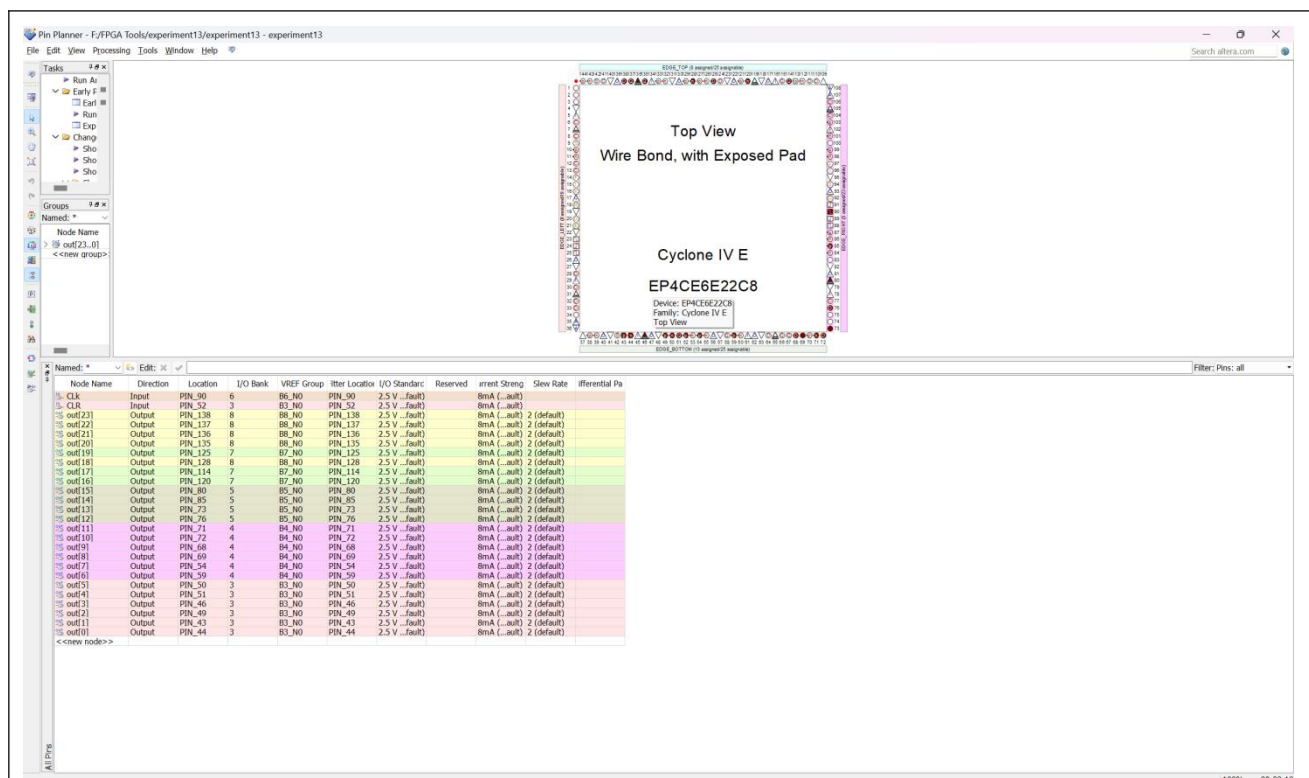 Pin Planner - F:/FPGA Tools/experiment13/experiment13 - experiment13
File Edit View Processing Tools Window Help
Search altera.com
Tasks
Run Ar
Early P
Earl
Run
Exp
Chang
Sho
Sho
Sho
Groups
Named: *
Node Name
out[23..0]
<<new group>>
Top View
Wire Bond, with Exposed Pad
Cyclone IV E
EP4CE6E22C8
Device: EP4CE6E22C8
Family: Cyclone IV E
Top View
Named: * Edit: Filter: Pins: all
Node Name Direction Location I/O Bank VREF Group itter Location I/O Standard Reserved urrent Streng Slew Rate ifferential Pa
CLk Input PIN_90 6 B6_N0 PIN_90 2.5 V ...fault) 8mA (...ault)
CLR Input PIN_52 3 B3_N0 PIN_52 2.5 V ...fault) 8mA (...ault)
out[23] Output PIN_138 8 B8_N0 PIN_138 2.5 V ...fault) 8mA (...ault) 2 (default)
out[22] Output PIN_137 8 B8_N0 PIN_137 2.5 V ...fault) 8mA (...ault) 2 (default)
out[21] Output PIN_136 8 B8_N0 PIN_136 2.5 V ...fault) 8mA (...ault) 2 (default)
out[20] Output PIN_135 8 B8_N0 PIN_135 2.5 V ...fault) 8mA (...ault) 2 (default)
out[19] Output PIN_125 7 B7_N0 PIN_125 2.5 V ...fault) 8mA (...ault) 2 (default)
out[18] Output PIN_128 8 B8_N0 PIN_128 2.5 V ...fault) 8mA (...ault) 2 (default)
out[17] Output PIN_114 7 B7_N0 PIN_114 2.5 V ...fault) 8mA (...ault) 2 (default)
out[16] Output PIN_120 7 B7_N0 PIN_120 2.5 V ...fault) 8mA (...ault) 2 (default)
out[15] Output PIN_80 5 B5_N0 PIN_80 2.5 V ...fault) 8mA (...ault) 2 (default)
out[14] Output PIN_85 5 B5_N0 PIN_85 2.5 V ...fault) 8mA (...ault) 2 (default)
out[13] Output PIN_73 5 B5_N0 PIN_73 2.5 V ...fault) 8mA (...ault) 2 (default)
out[12] Output PIN_76 5 B5_N0 PIN_76 2.5 V ...fault) 8mA (...ault) 2 (default)
out[11] Output PIN_71 4 B4_N0 PIN_71 2.5 V ...fault) 8mA (...ault) 2 (default)
out[10] Output PIN_72 4 B4_N0 PIN_72 2.5 V ...fault) 8mA (...ault) 2 (default)
out[9] Output PIN_68 4 B4_N0 PIN_68 2.5 V ...fault) 8mA (...ault) 2 (default)
out[8] Output PIN_69 4 B4_N0 PIN_69 2.5 V ...fault) 8mA (...ault) 2 (default)
out[7] Output PIN_54 4 B4_N0 PIN_54 2.5 V ...fault) 8mA (...ault) 2 (default)
out[6] Output PIN_59 4 B4_N0 PIN_59 2.5 V ...fault) 8mA (...ault) 2 (default)
out[5] Output PIN_50 3 B3_N0 PIN_50 2.5 V ...fault) 8mA (...ault) 2 (default)
out[4] Output PIN_51 3 B3_N0 PIN_51 2.5 V ...fault) 8mA (...ault) 2 (default)
out[3] Output PIN_46 3 B3_N0 PIN_46 2.5 V ...fault) 8mA (...ault) 2 (default)
out[2] Output PIN_49 3 B3_N0 PIN_49 2.5 V ...fault) 8mA (...ault) 2 (default)
out[1] Output PIN_43 3 B3_N0 PIN_43 2.5 V ...fault) 8mA (...ault) 2 (default)
out[0] Output PIN_44 3 B3_N0 PIN_44 2.5 V ...fault) 8mA (...ault) 2 (default)
<<new node>>
All Pins